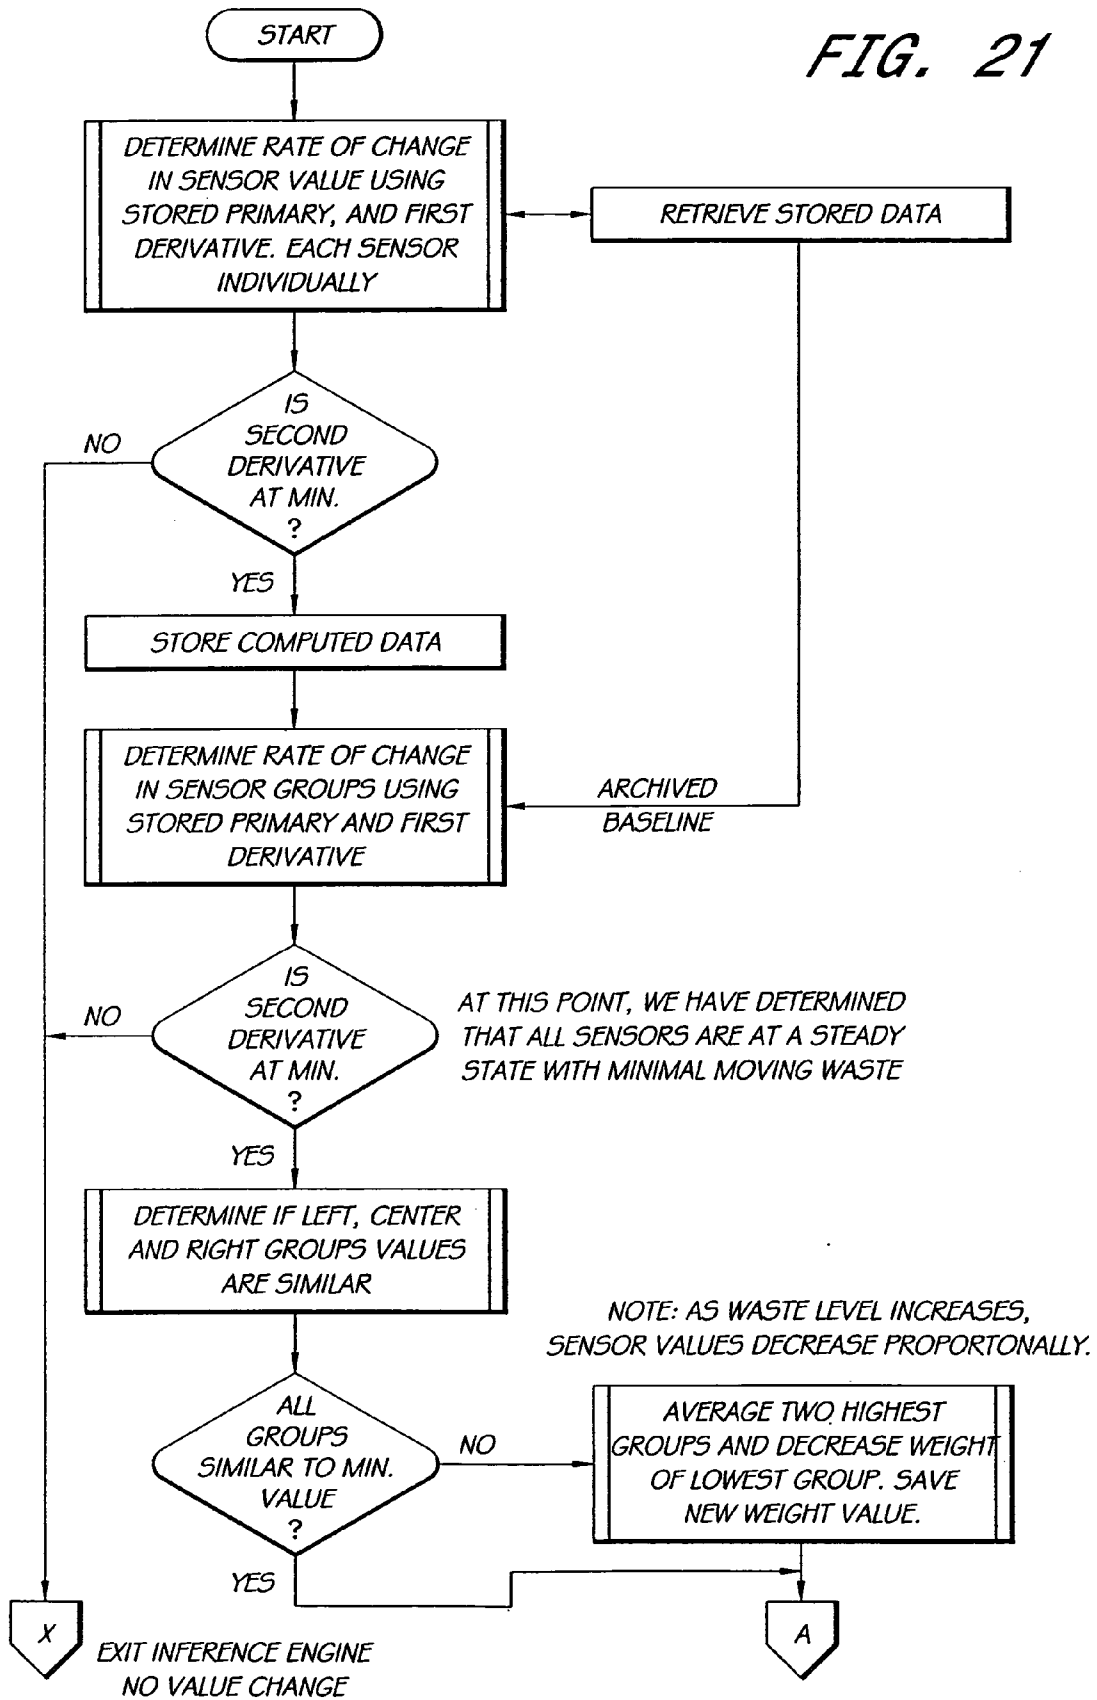 START
FIG. 21
DETERMINE RATE OF CHANGE
IN SENSOR VALUE USING
STORED PRIMARY, AND FIRST
DERIVATIVE. EACH SENSOR
INDIVIDUALLY
RETRIEVE STORED DATA
IS
SECOND
DERIVATIVE
AT MIN.
?
NO
YES
STORE COMPUTED DATA
DETERMINE RATE OF CHANGE
IN SENSOR GROUPS USING
STORED PRIMARY AND FIRST
DERIVATIVE
ARCHIVED
BASELINE
IS
SECOND
DERIVATIVE
AT MIN.
?
NO
AT THIS POINT, WE HAVE DETERMINED
THAT ALL SENSORS ARE AT A STEADY
STATE WITH MINIMAL MOVING WASTE
YES
DETERMINE IF LEFT, CENTER
AND RIGHT GROUPS VALUES
ARE SIMILAR
NOTE: AS WASTE LEVEL INCREASES,
SENSOR VALUES DECREASE PROPORTONALLY.
ALL
GROUPS
SIMILAR TO MIN.
VALUE
?
NO
AVERAGE TWO HIGHEST
GROUPS AND DECREASE WEIGHT
OF LOWEST GROUP. SAVE
NEW WEIGHT VALUE.
YES
X
EXIT INFERENCE ENGINE
NO VALUE CHANGE
A